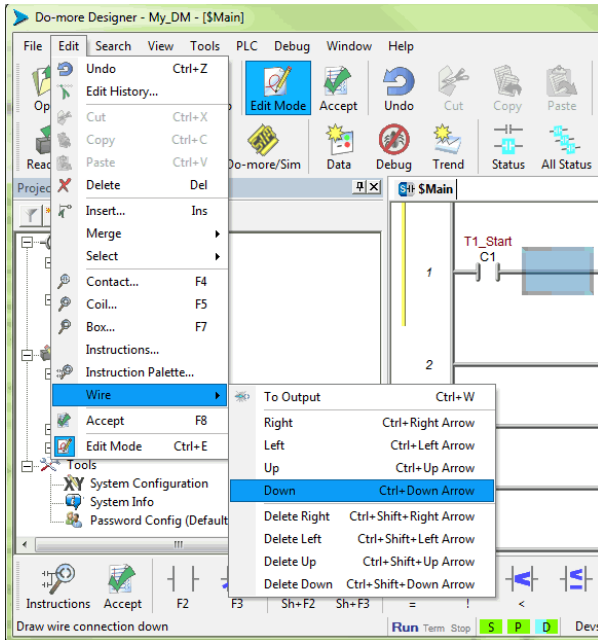 Do-more Designer - My_DM - [$Main]
File Edit Search View Tools PLC Debug Window Help
Edit Mode Accept Undo Cut Copy Paste
Do-more/Sim Data Debug Trend Status All Status
$Main
Undo Ctrl+Z
Edit History...
Cut Ctrl+X
Copy Ctrl+C
Paste Ctrl+V
Delete Del
Insert... Ins
Merge
Select
Contact... F4
Coil... F5
Box... F7
Instructions...
Instruction Palette...
Wire
Accept F8
Edit Mode Ctrl+E
To Output Ctrl+W
Right Ctrl+Right Arrow
Left Ctrl+Left Arrow
Up Ctrl+Up Arrow
Down Ctrl+Down Arrow
Delete Right Ctrl+Shift+Right Arrow
Delete Left Ctrl+Shift+Left Arrow
Delete Up Ctrl+Shift+Up Arrow
Delete Down Ctrl+Shift+Down Arrow
T1_Start
C1
1
2
Tools
System Configuration
System Info
Password Config (Default
Instructions Accept F2 F3 Sh+F2 Sh+F3 = ! <
Draw wire connection down
Run Term Stop S P D